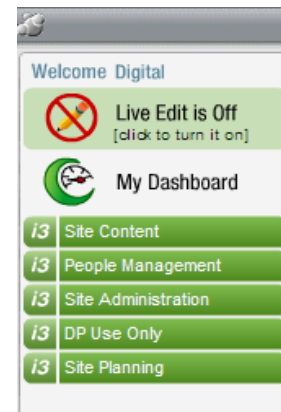 Welcome Digital
Live Edit is Off
[click to turn it on]
My Dashboard
i3 Site Content
i3 People Management
i3 Site Administration
i3 DP Use Only
i3 Site Planning